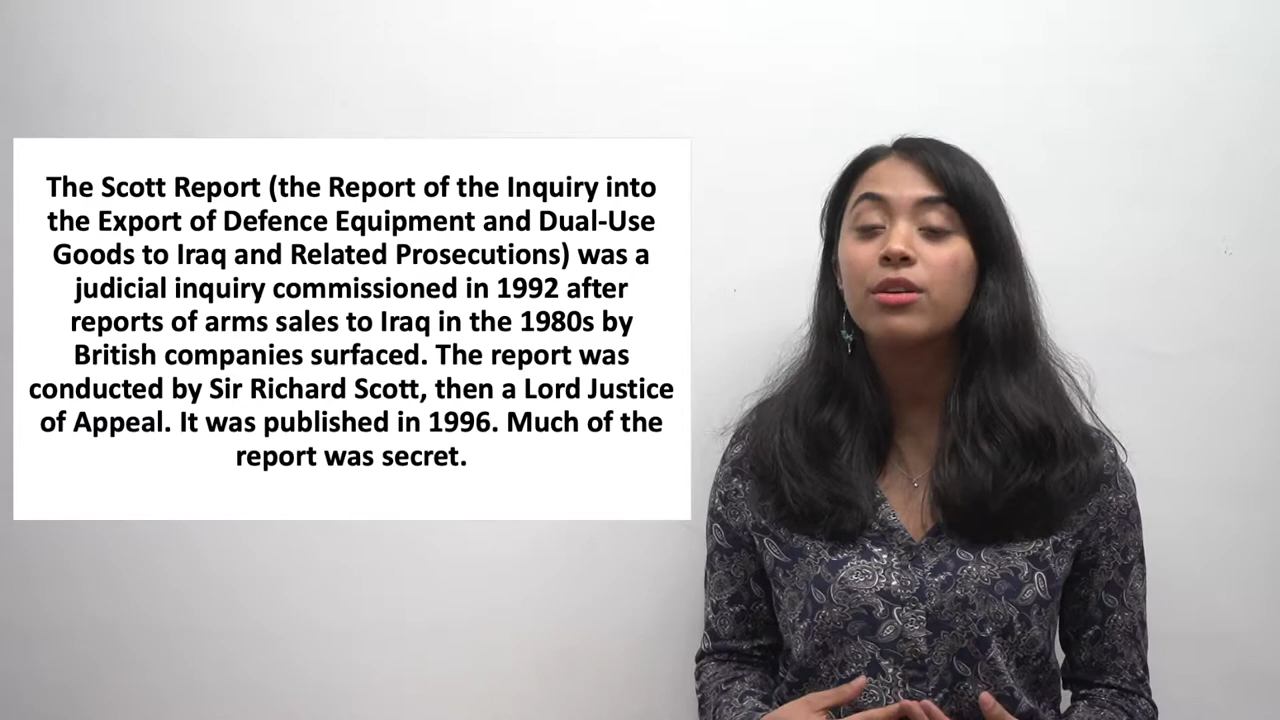 The Scott Report (the Report of the Inquiry into
the Export of Defence Equipment and Dual-Use
Goods to Iraq and Related Prosecutions) was a
judicial inquiry commissioned in 1992 after
reports of arms sales to Iraq in the 1980s by
British companies surfaced. The report was
conducted by Sir Richard Scott, then a Lord Justice
of Appeal. It was published in 1996. Much of the
report was secret.